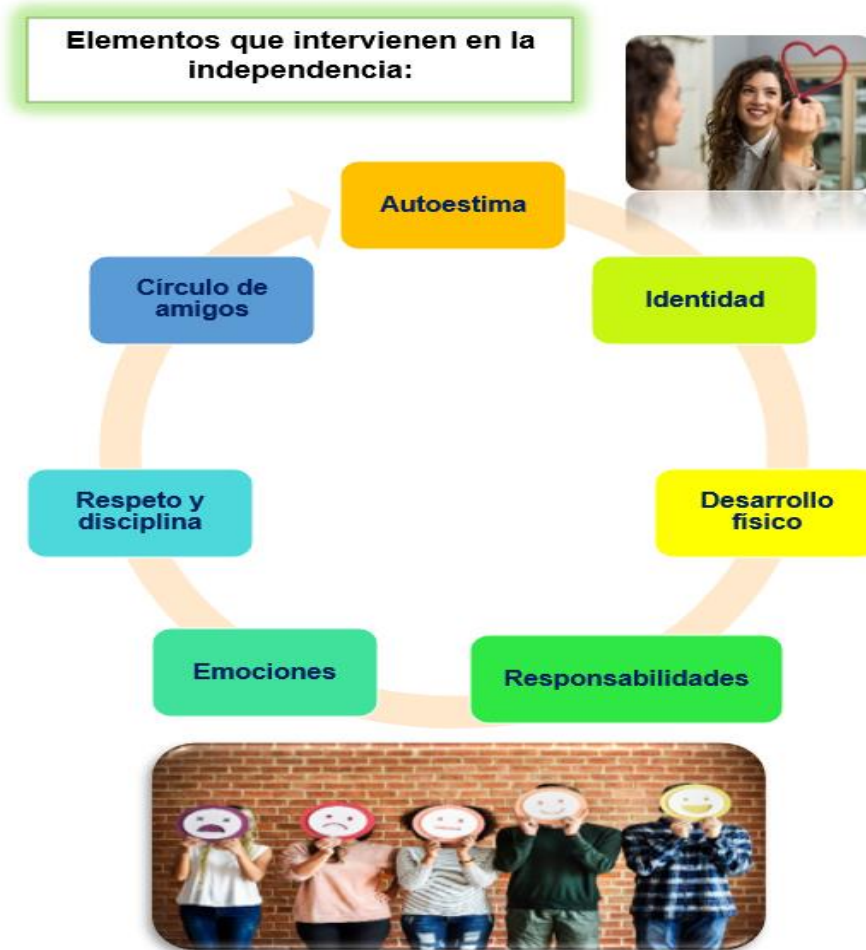 Elementos que intervienen en la
independencia:
Autoestima
Identidad
Desarrollo
físico
Responsabilidades
Emociones
Respeto y
disciplina
Círculo de
amigos